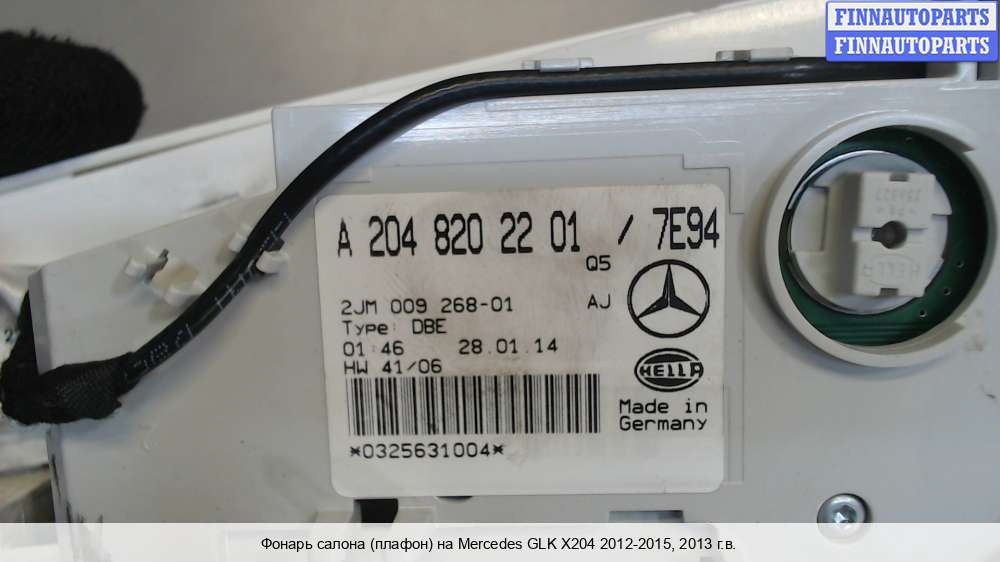 FINNAUTOPARTS
FINNAUTOPARTS
A 204 820 22 01 / 7E94
Q5
2JM 009 268-01 AJ
Type: DBE
01:46 28.01.14
HW 41/06
HELLA
Made in
Germany
*0325631004*
HELLA
Фонарь салона (плафон) на Mercedes GLK X204 2012-2015, 2013 г.в.